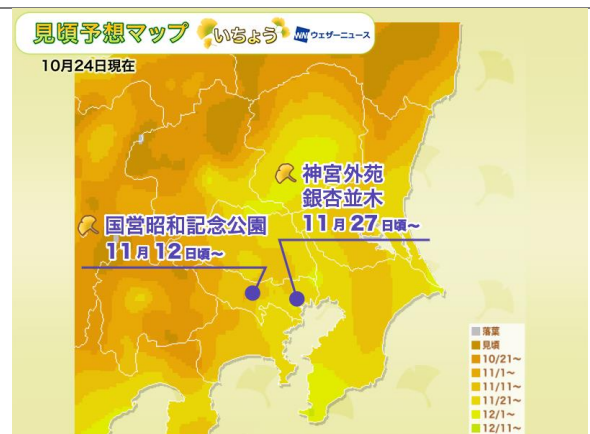 見頃予想マップ いちょう WN ウェザーニュース
10月24日現在
神宮外苑
銀杏並木
11月27日頃〜
国営昭和記念公園
11月12日頃〜
落葉
見頃
10/21〜
11/1〜
11/11〜
11/21〜
12/1〜
12/11〜